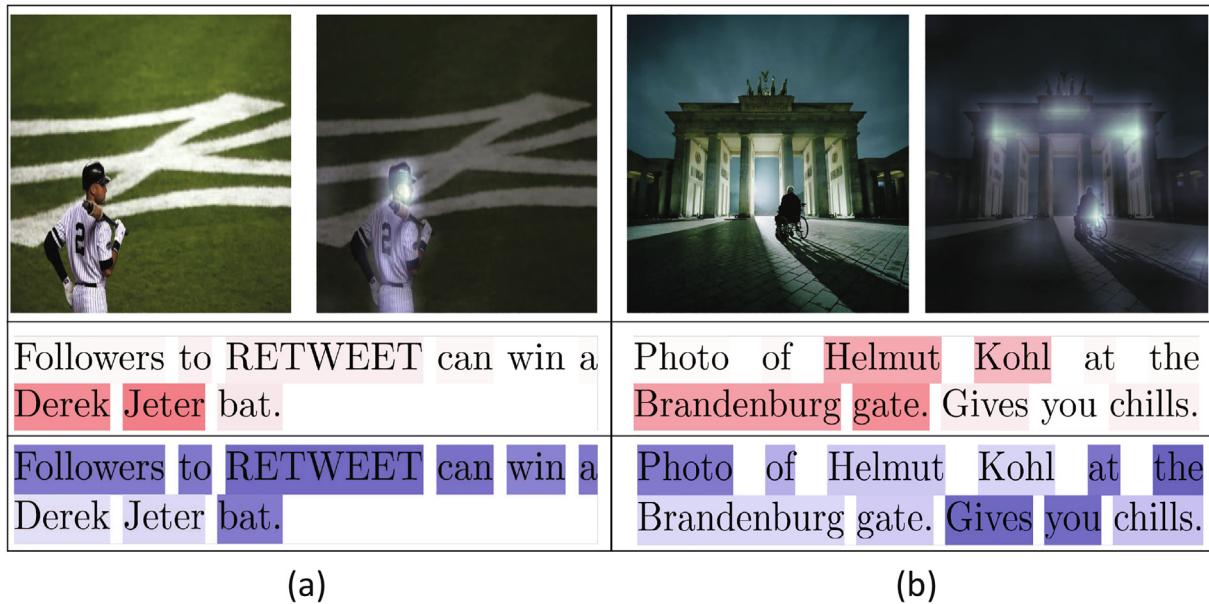 2
Followers to RETWEET can win a
Derek Jeter bat.
Followers to RETWEET can win a
Derek Jeter bat.
(a)
Photo of Helmut Kohl at the
Brandenburg gate. Gives you chills.
Photo of Helmut Kohl at the
Brandenburg gate. Gives you chills.
(b)